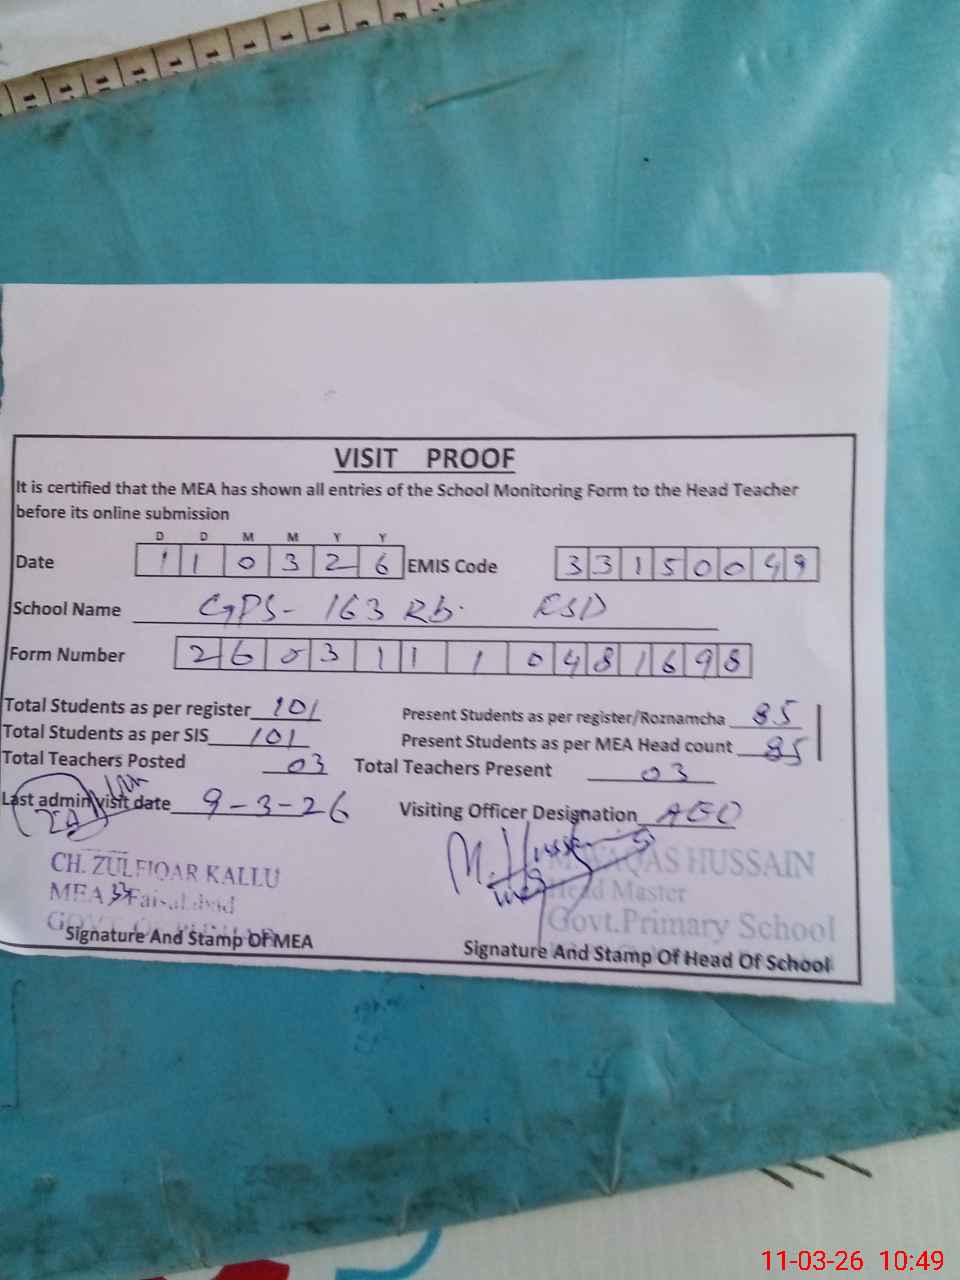 VISIT PROOF
It is certified that the MEA has shown all entries of the School Monitoring Form to the Head Teacher
before its online submission
D D M M Y Y
Date 1 1 0 3 2 6 EMIS Code 3 3 1 5 0 0 4 9
School Name GPS- 163 RB. FSD
Form Number 2 6 0 3 1 1 1 0 4 8 1 6 9 8
Total Students as per register 101 Present Students as per register/Roznamcha 85
Total Students as per SIS 101 Present Students as per MEA Head count 85
Total Teachers Posted 03 Total Teachers Present 03
Last admin visit date 9-3-26 Visiting Officer Designation AEO
CH. ZULFIQAR KALLU
MEA 33 Faisalabad
Signature And Stamp Of MEA
M. WAQAS HUSSAIN
Head Master
Govt.Primary School
Signature And Stamp Of Head Of School
11-03-26 10:49